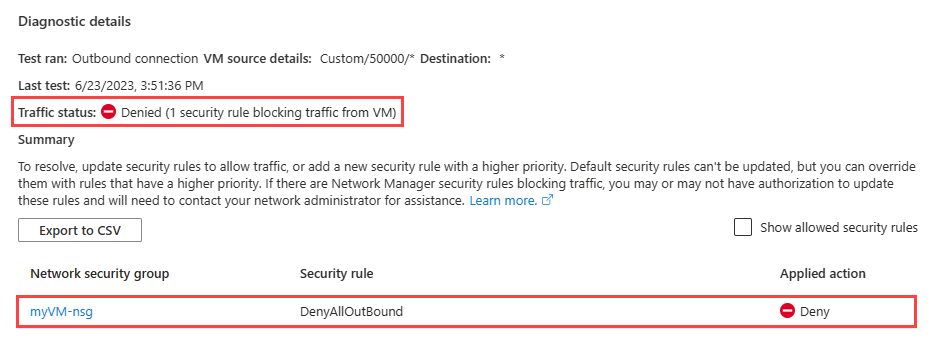 Diagnostic details
Test ran: Outbound connection VM source details: Custom/50000/* Destination: *
Last test: 6/23/2023, 3:51:36 PM
Traffic status: Denied (1 security rule blocking traffic from VM)
Summary
To resolve, update security rules to allow traffic, or add a new security rule with a higher priority. Default security rules can't be updated, but you can override
them with rules that have a higher priority. If there are Network Manager security rules blocking traffic, you may or may not have authorization to update
these rules and will need to contact your network administrator for assistance. Learn more.
Export to CSV
Show allowed security rules
Network security group Security rule Applied action
myVM-nsg DenyAllOutBound Deny